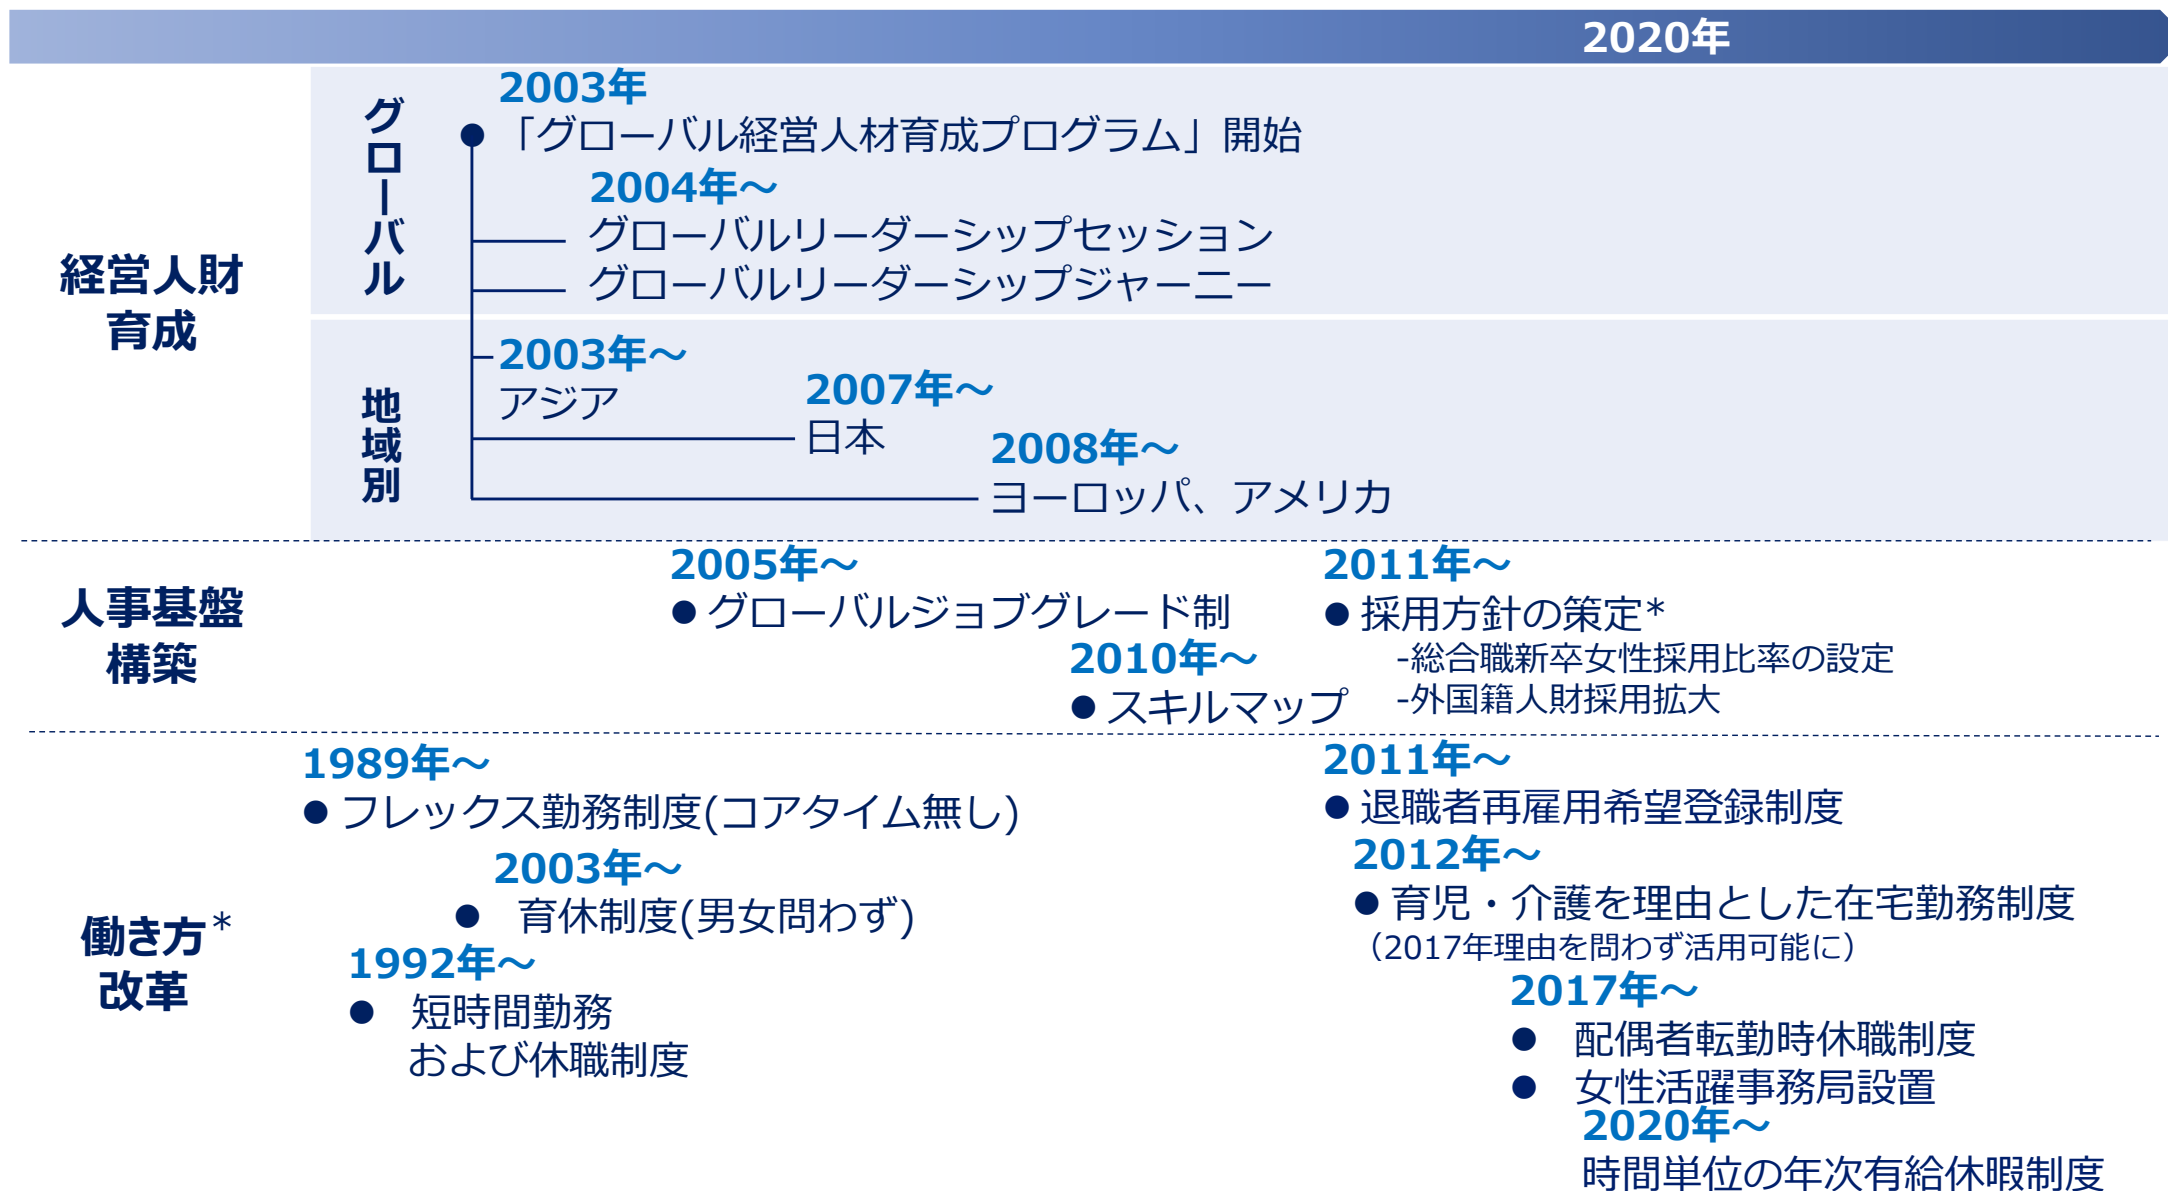 2020年
経営人財
育成
グローバル
2003年
「グローバル経営人材育成プログラム」開始
2004年～
グローバルリーダーシップセッション
グローバルリーダーシップジャーニー
地域別
2003年～
アジア
2007年～
日本
2008年～
ヨーロッパ、アメリカ
人事基盤
構築
2005年～
●グローバルジョブグレード制
2010年～
●スキルマップ
2011年～
●採用方針の策定*
-総合職新卒女性採用比率の設定
-外国籍人財採用拡大
働き方*
改革
1989年～
●フレックス勤務制度(コアタイム無し)
2003年～
● 育休制度(男女問わず)
1992年～
● 短時間勤務
および休職制度
2011年～
●退職者再雇用希望登録制度
2012年～
●育児・介護を理由とした在宅勤務制度
（2017年理由を問わず活用可能に）
2017年～
● 配偶者転勤時休職制度
● 女性活躍事務局設置
2020年～
時間単位の年次有給休暇制度